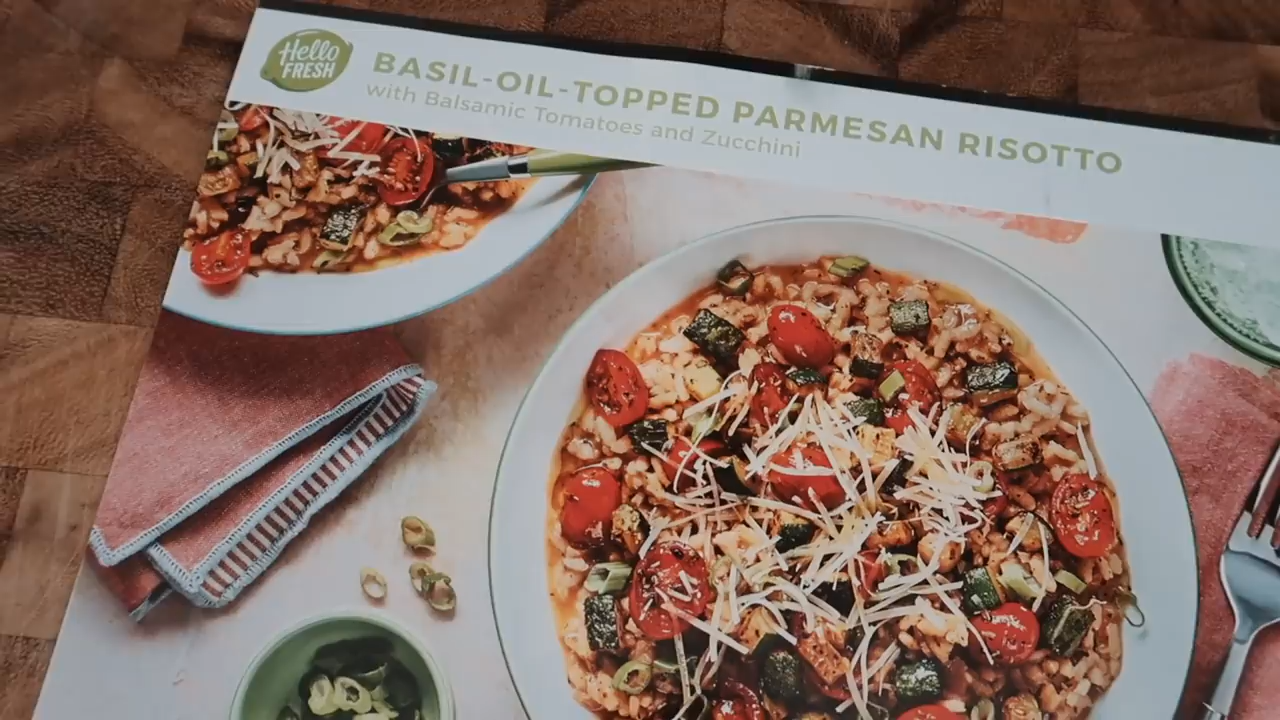 Hello
FRESH
BASIL-OIL-TOPPED PARMESAN RISOTTO
with Balsamic Tomatoes and Zucchini